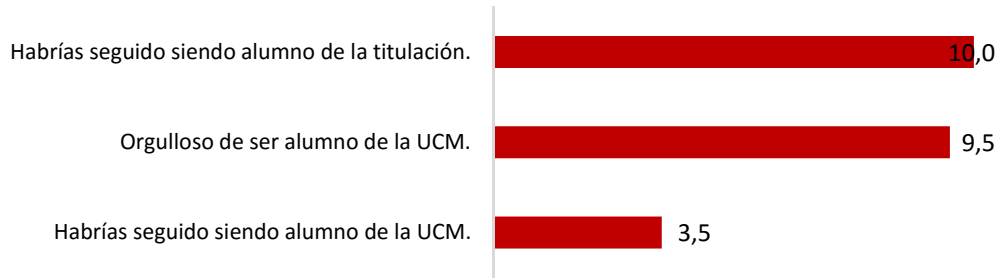 Habrías seguido siendo alumno de la titulación.
10,0
Orgulloso de ser alumno de la UCM.
9,5
Habrías seguido siendo alumno de la UCM.
3,5